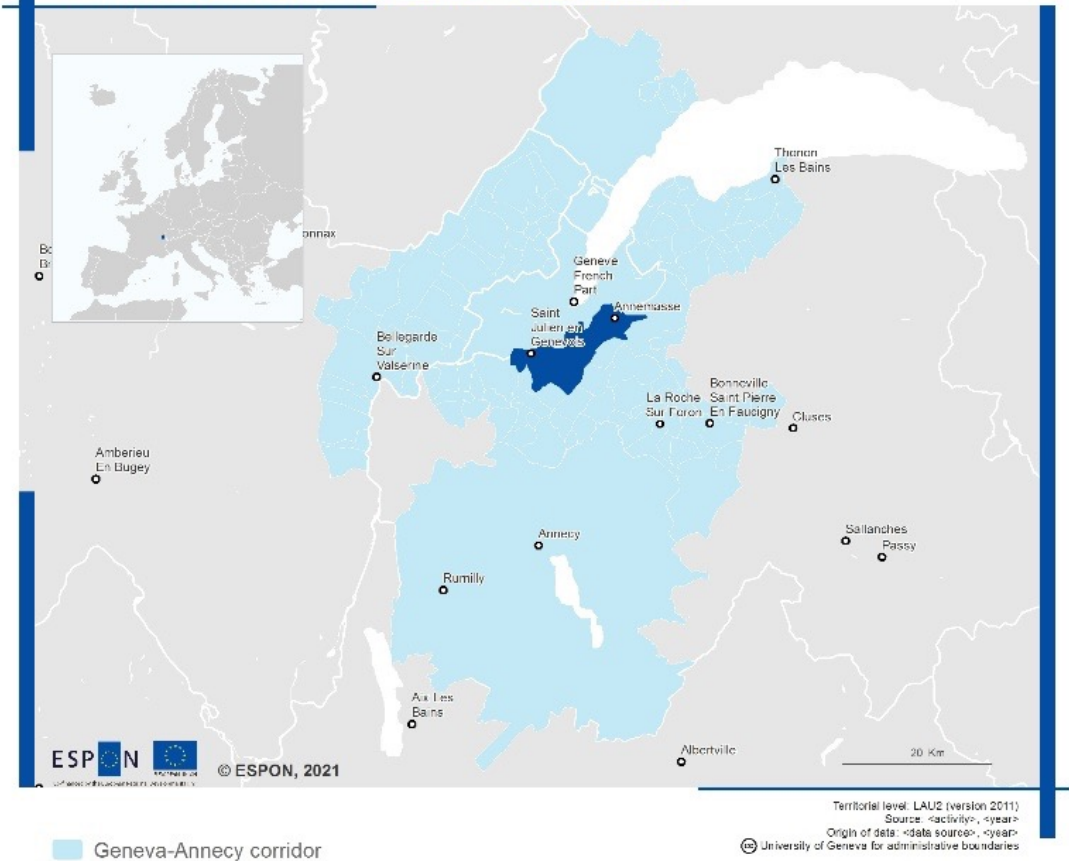 Thonon
Les Bains
onnax
Geneve
French
Part
Annemasse
Saint
Julien en
Genevois
Bellegarde
Sur
Valserine
La Roche
Sur Foron
Bonneville
Saint Pierre
En Faucigny
Cluses
Amberieu
En Bugey
Annecy
Sallanches
Passy
Rumilly
Aix Les
Bains
Albertville
20 Km
ESPON
© ESPON, 2021
Territorial level: LAU2 (version 2011)
Source: <activity>, <year>
Origin of data: <data source>, <year>
University of Geneva for administrative boundaries
Geneva-Annecy corridor